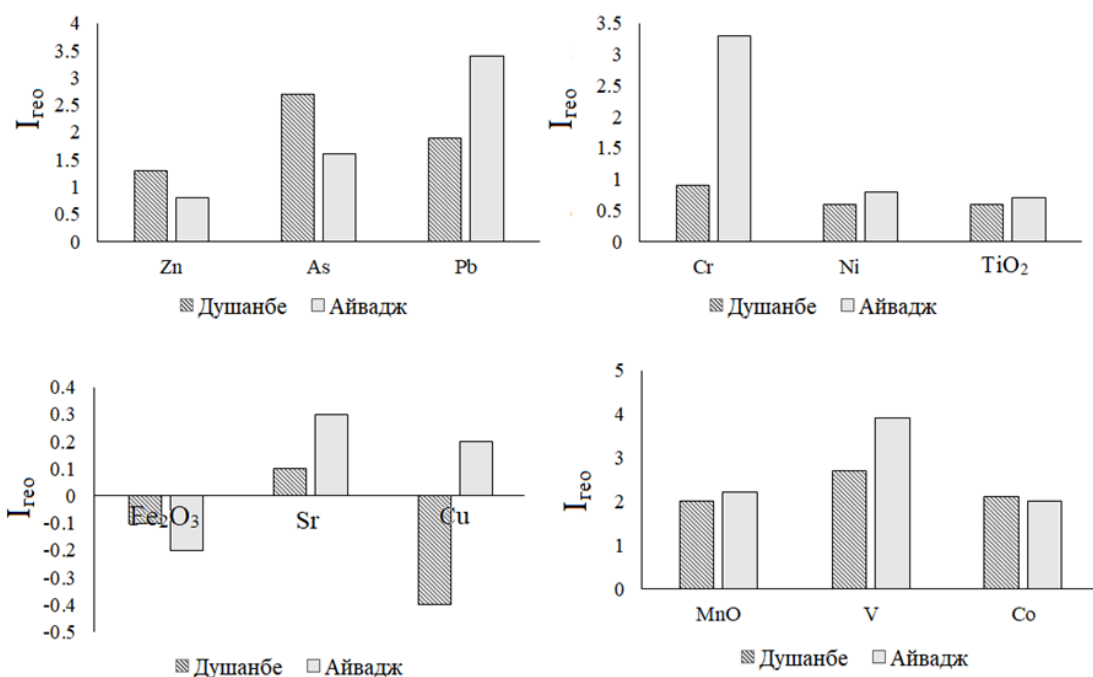 4
3.5
3
2.5
2
1.5
1
0.5
0
Iгео
Zn As Pb
Душанбе Айвадж
3.5
3
2.5
2
1.5
1
0.5
0
Iгео
Cr Ni TiO₂
Душанбе Айвадж
0.4
0.3
0.2
0.1
0
-0.1
-0.2
-0.3
-0.4
-0.5
Iгео
Fe₂O₃ Sr Cu
Душанбе Айвадж
5
4
3
2
1
0
Iгео
MnO V Co
Душанбе Айвадж